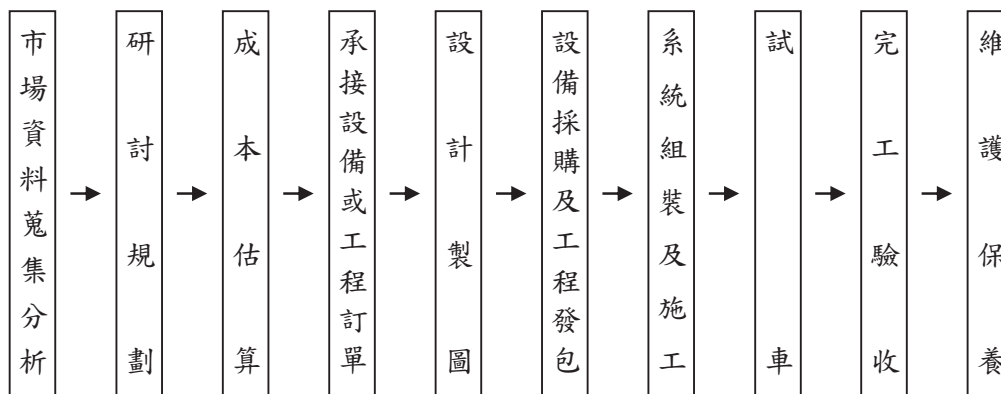 市場資料蒐集分析
研討規劃
成本估算
承接設備或工程訂單
設計製圖
設備採購及工程發包
系統組裝及施工
試車
完工驗收
維護保養